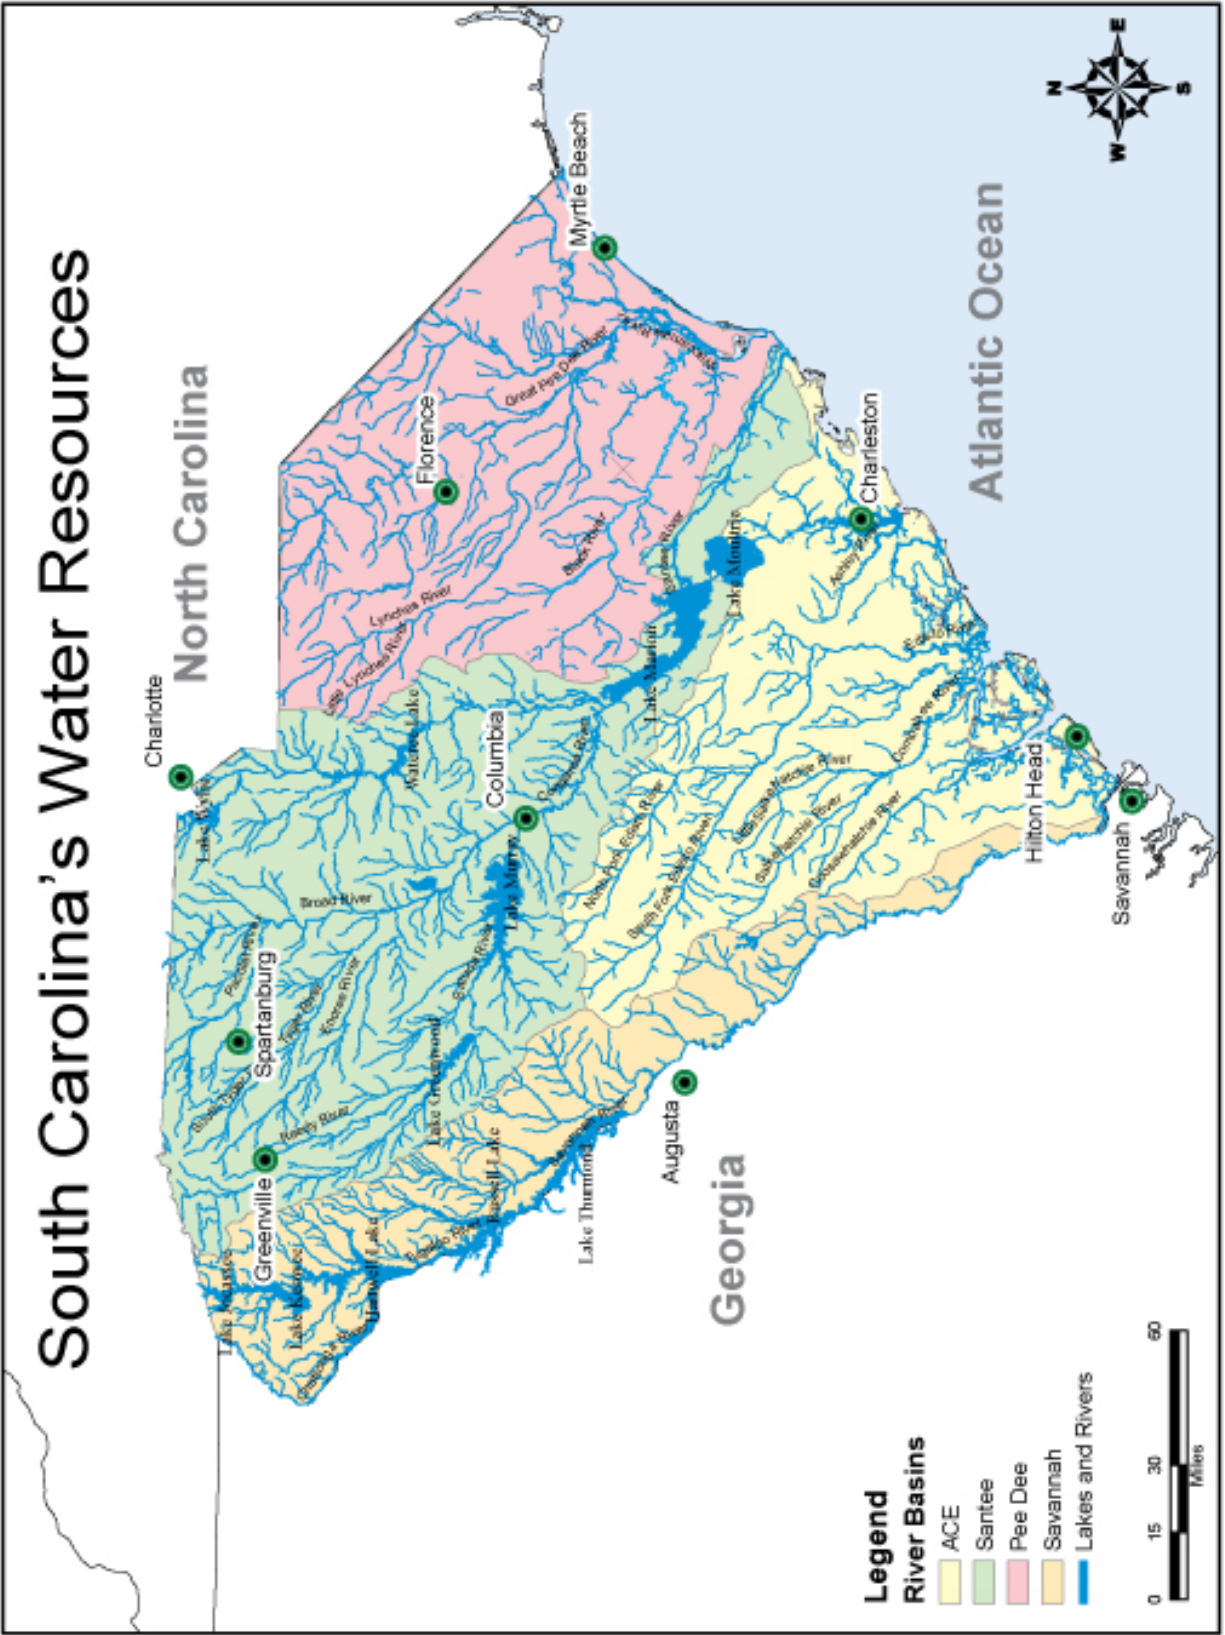 South Carolina's Water Resources
North Carolina
Charlotte
Lake Wylie
Pacolet River
Spartanburg
Broad River
Tyger River
Enoree River
Reedy River
Greenville
Lake Jocassee
Lake Keowee
Hartwell Lake
Russell Lake
Lake Greenwood
Saluda River
Lake Murray
Columbia
Congaree River
Wateree Lake
Little Lynches River
Lynches River
Florence
Great Pee Dee River
Black River
Myrtle Beach
Santee River
Lake Marion
Lake Moultrie
Savannah River
Lake Thurmond
Augusta
Georgia
North Fork Edisto River
South Fork Edisto River
Salkehatchie River
Coosawhatchie River
Combahee River
Edisto River
Charleston
Hilton Head
Savannah
Atlantic Ocean
N
W
E
S
Legend
River Basins
ACE
Santee
Pee Dee
Savannah
Lakes and Rivers
0 15 30 60
Miles